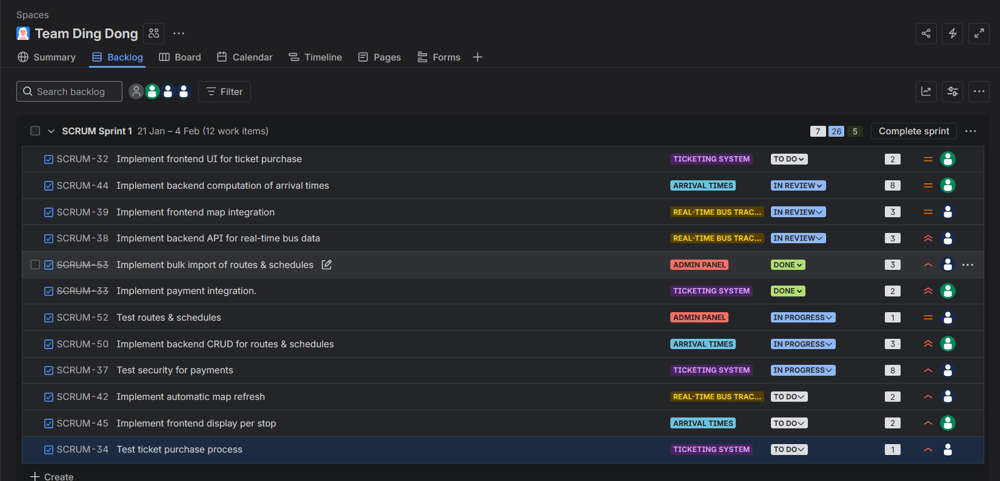 Spaces
Team Ding Dong
Summary Backlog Board Calendar Timeline Pages Forms
Search backlog Filter
SCRUM Sprint 1 21 Jan – 4 Feb (12 work items) 7 26 5 Complete sprint
SCRUM-32 Implement frontend UI for ticket purchase TICKETING SYSTEM TO DO 2
SCRUM-44 Implement backend computation of arrival times ARRIVAL TIMES IN REVIEW 8
SCRUM-39 Implement frontend map integration REAL-TIME BUS TRAC... IN REVIEW 3
SCRUM-38 Implement backend API for real-time bus data REAL-TIME BUS TRAC... IN REVIEW 3
SCRUM-53 Implement bulk import of routes & schedules ADMIN PANEL DONE 3
SCRUM-33 Implement payment integration. TICKETING SYSTEM DONE 2
SCRUM-52 Test routes & schedules ADMIN PANEL IN PROGRESS 1
SCRUM-50 Implement backend CRUD for routes & schedules ARRIVAL TIMES IN PROGRESS 3
SCRUM-37 Test security for payments TICKETING SYSTEM IN PROGRESS 8
SCRUM-42 Implement automatic map refresh REAL-TIME BUS TRAC... TO DO 2
SCRUM-45 Implement frontend display per stop ARRIVAL TIMES TO DO 2
SCRUM-34 Test ticket purchase process TICKETING SYSTEM TO DO 1
Create